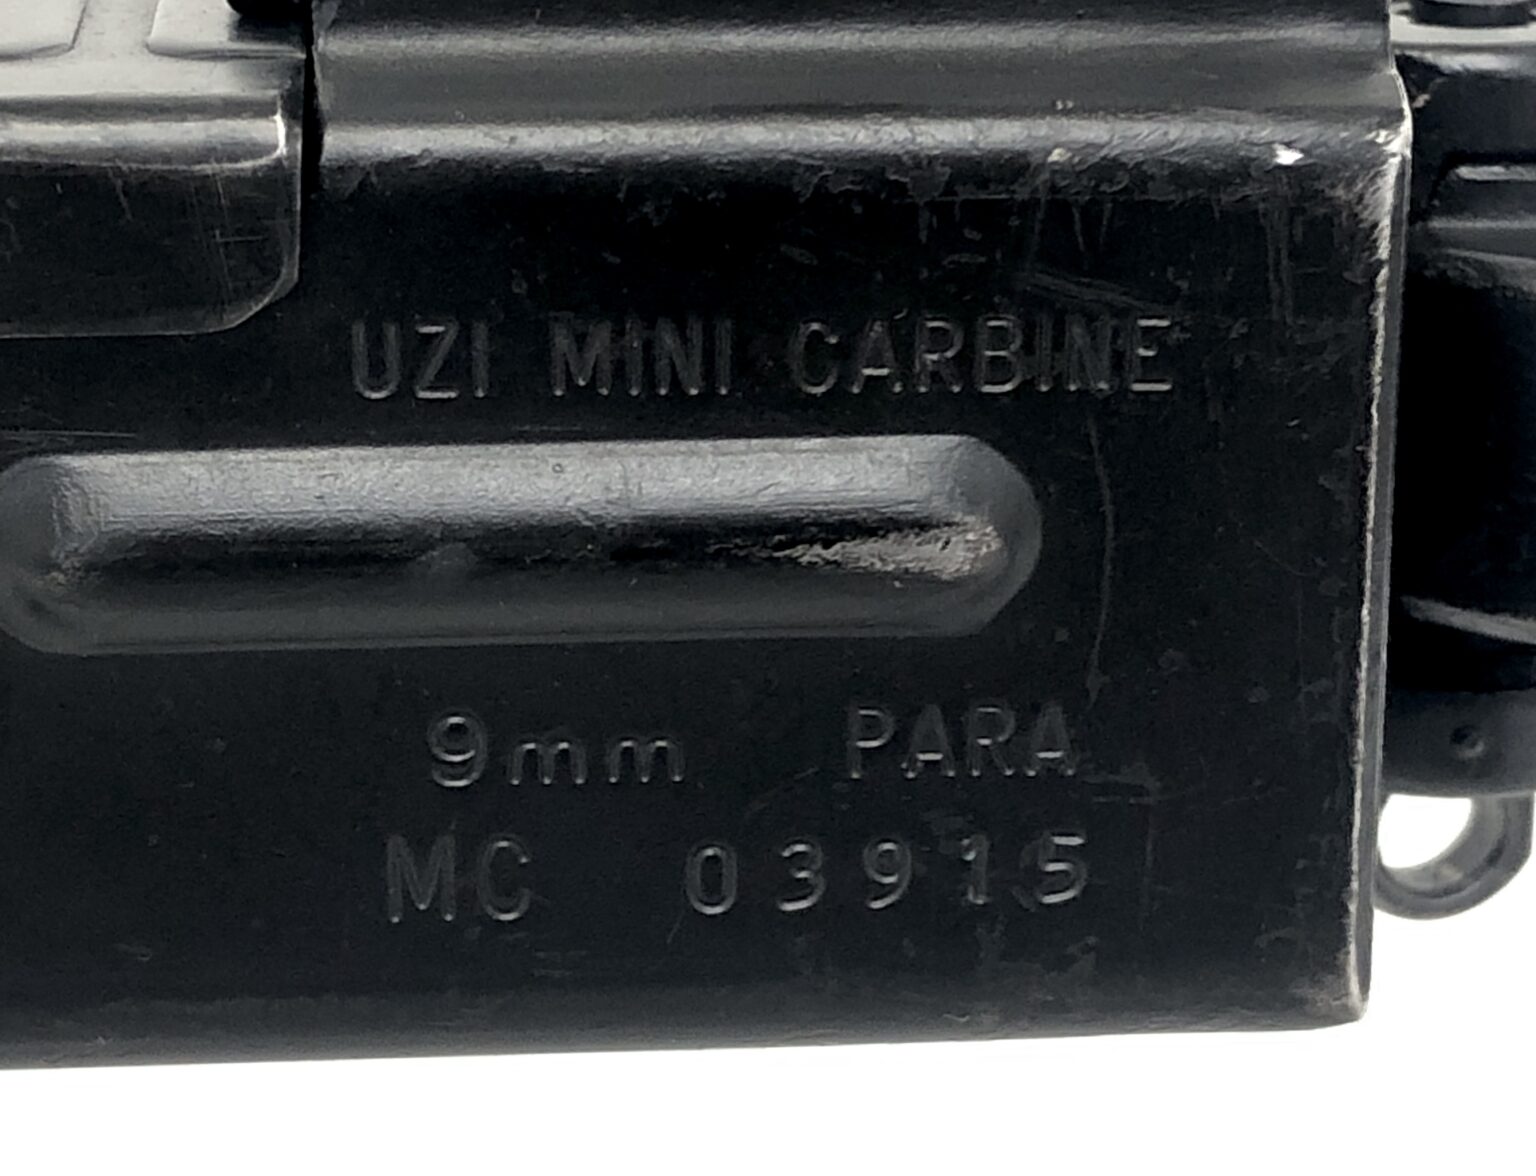 UZI MINI CARBINE
9mm PARA
MC 03915